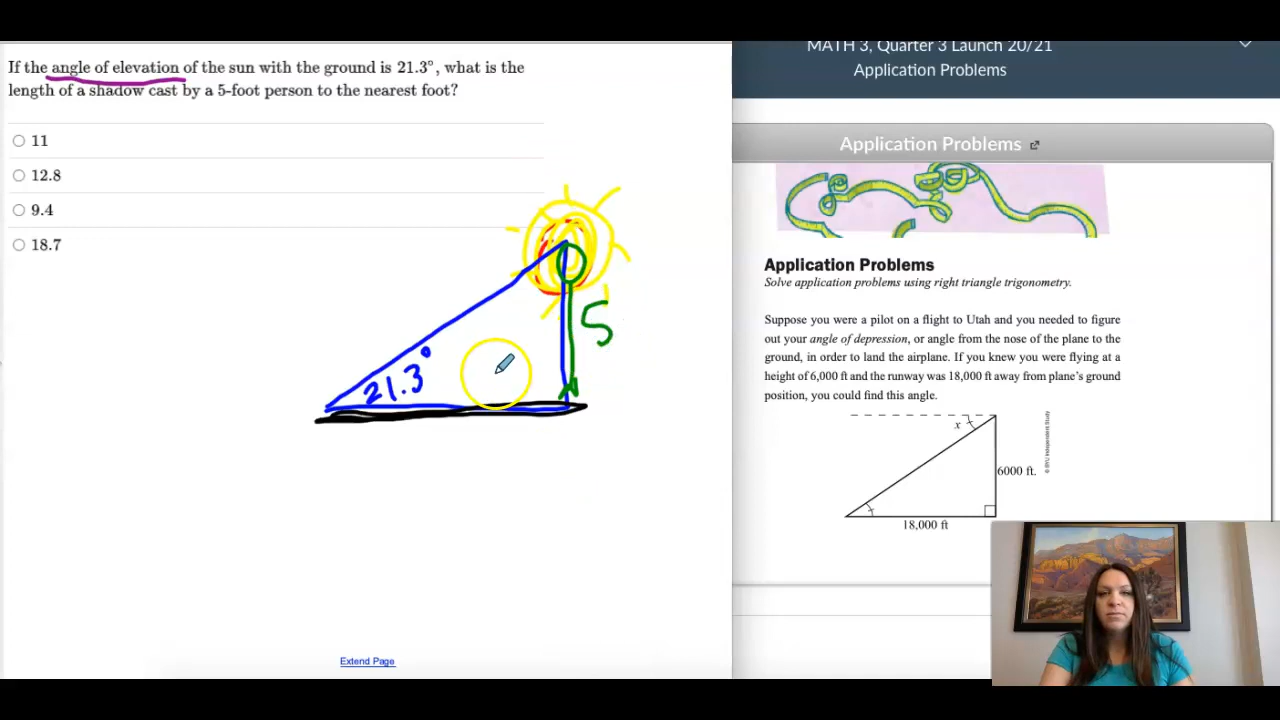 If the angle of elevation of the sun with the ground is 21.3°, what is the
length of a shadow cast by a 5-foot person to the nearest foot?
11
12.8
9.4
18.7
21.3°
5
Extend Page
MATH 3, Quarter 3 Launch 20/21
Application Problems
Application Problems
Application Problems
Solve application problems using right triangle trigonometry.
Suppose you were a pilot on a flight to Utah and you needed to figure
out your angle of depression, or angle from the nose of the plane to the
ground, in order to land the airplane. If you knew you were flying at a
height of 6,000 ft and the runway was 18,000 ft away from plane's ground
position, you could find this angle.
x
6000 ft.
18,000 ft
© BYU Independent Study